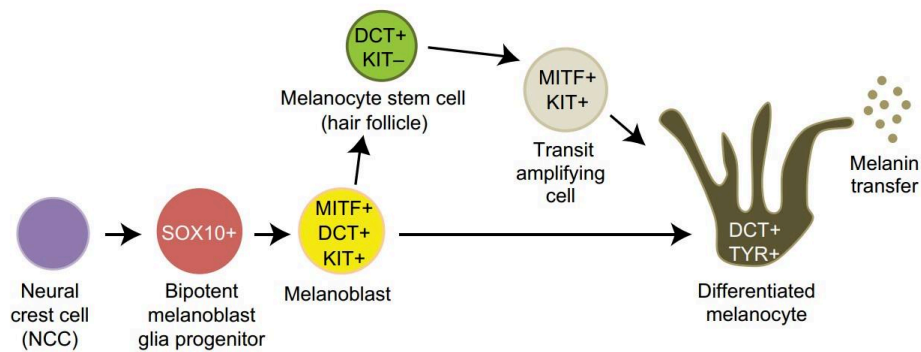 DCT+
KIT–
Melanocyte stem cell
(hair follicle)
MITF+
KIT+
Transit
amplifying
cell
Melanin
transfer
Neural
crest cell
(NCC)
SOX10+
Bipotent
melanoblast
glia progenitor
MITF+
DCT+
KIT+
Melanoblast
DCT+
TYR+
Differentiated
melanocyte